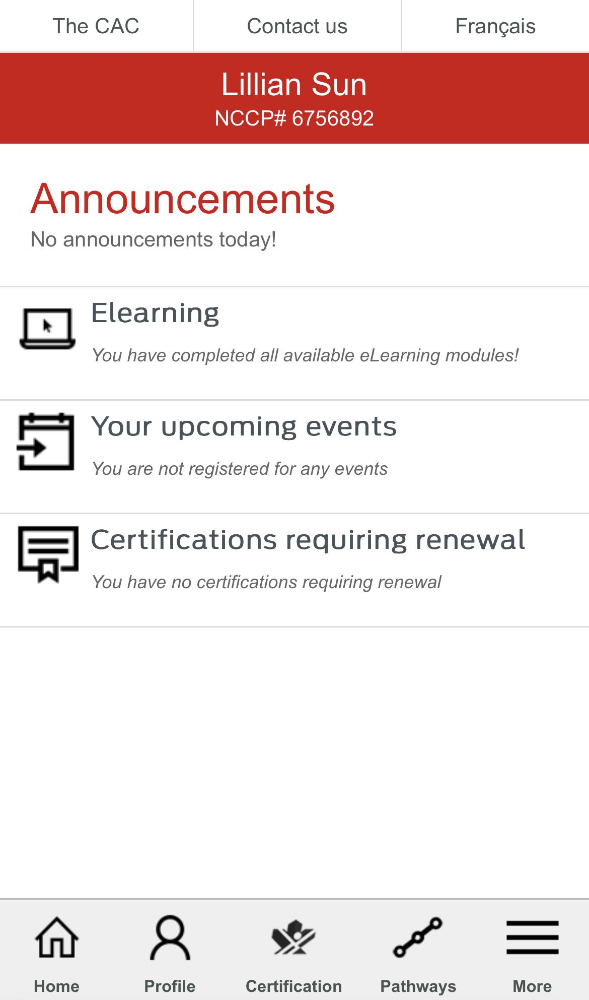 The CAC
Contact us
Français
Lillian Sun
NCCP# 6756892
Announcements
No announcements today!
Elearning
You have completed all available eLearning modules!
Your upcoming events
You are not registered for any events
Certifications requiring renewal
You have no certifications requiring renewal
Home
Profile
Certification
Pathways
More